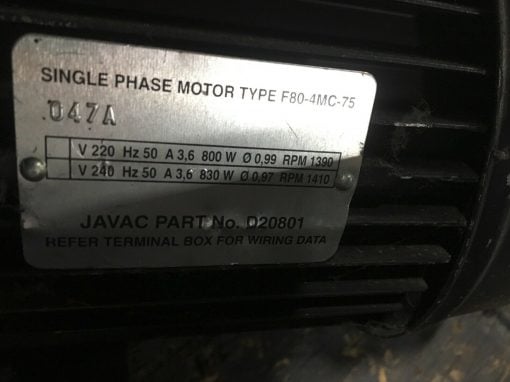 SINGLE PHASE MOTOR TYPE F80-4MC-75
047A
V 220 Hz 50 A 3,6 800 W Ø 0,99 RPM 1390
V 240 Hz 50 A 3,6 830 W Ø 0,97 RPM 1410
JAVAC PART No. D20801
REFER TERMINAL BOX FOR WIRING DATA